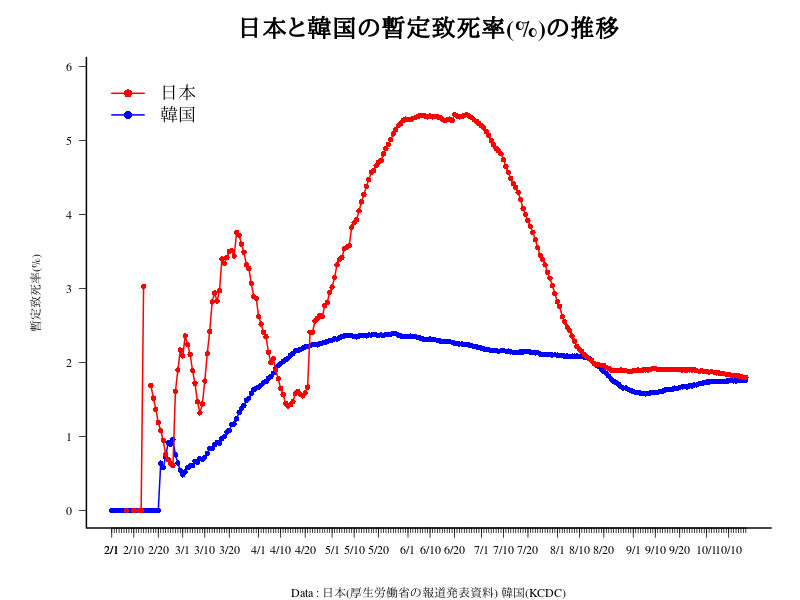 日本と韓国の暫定致死率(%)の推移
日本
韓国
暫定致死率(%)
6
5
4
3
2
1
0
2/1 2/10 2/20 3/1 3/10 3/20 4/1 4/10 4/20 5/1 5/10 5/20 6/1 6/10 6/20 7/1 7/10 7/20 8/1 8/10 8/20 9/1 9/10 9/20 10/1 10/10
Data : 日本(厚生労働省の報道発表資料) 韓国(KCDC)